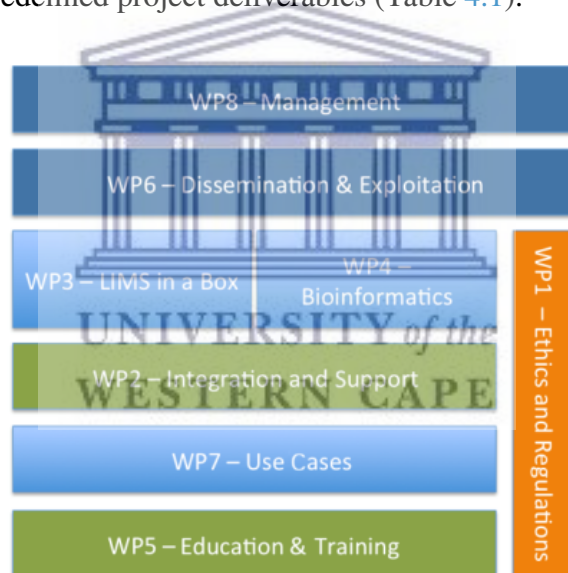 edefined project deliverables (Table 4.1).
WP8 – Management
WP6 – Dissemination & Exploitation
WP3 – LIMS in a Box
WP4 –
Bioinformatics
WP1 – Ethics and Regulations
UNIVERSITY of the
WESTERN CAPE
WP2 – Integration and Support
WP7 – Use Cases
WP5 – Education & Training